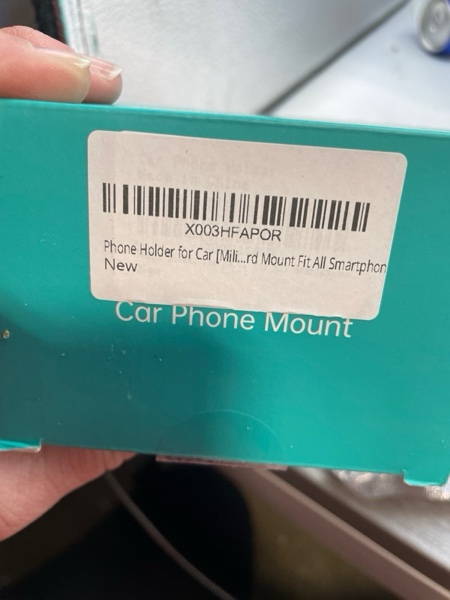 X003HFAPOR
Phone Holder for Car [Mili...rd Mount Fit All Smartphon
New
Car Phone Mount